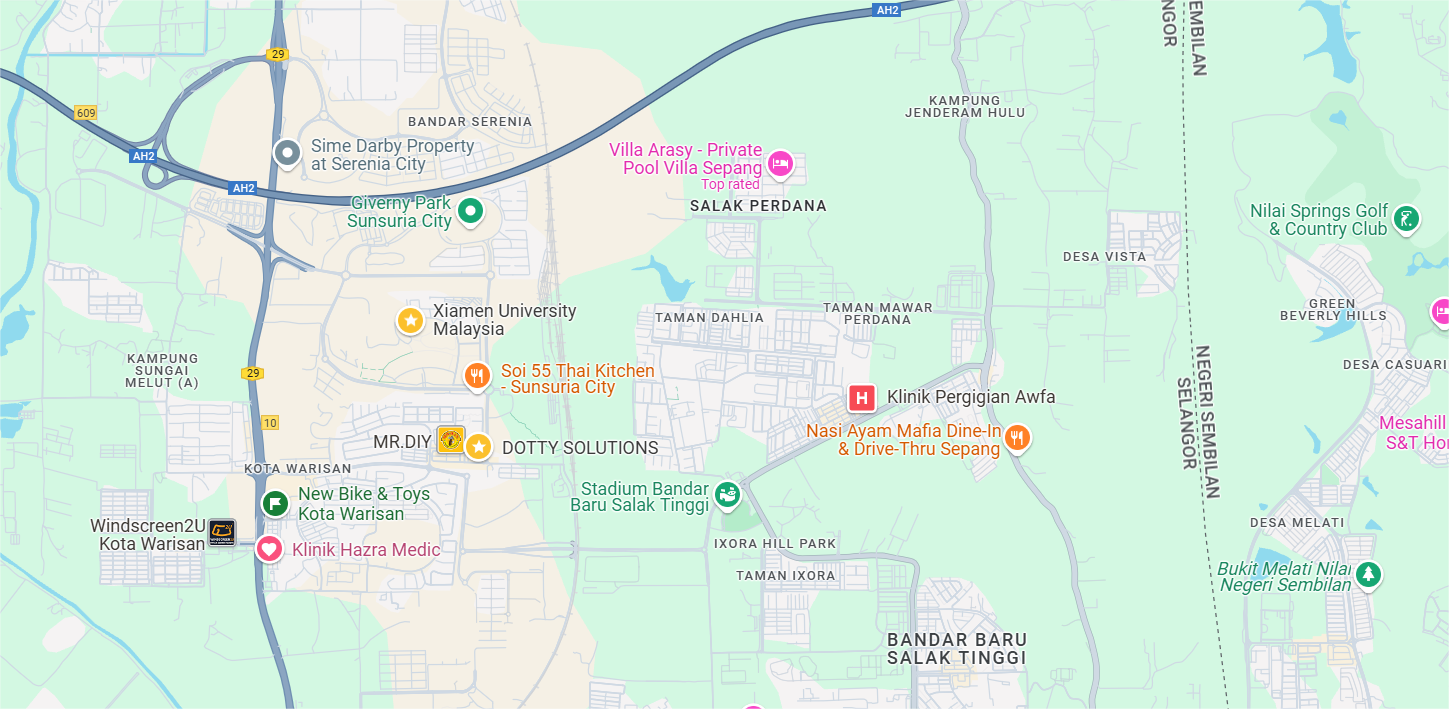 AH2
29
609
AH2
AH2
BANDAR SERENIA
Sime Darby Property
at Serenia City
Giverny Park
Sunsuria City
Villa Arasy - Private
Pool Villa Sepang
Top rated
SALAK PERDANA
KAMPUNG
JENDERAM HULU
EMBILAN
NGOR
Nilai Springs Golf
& Country Club
DESA VISTA
GREEN
BEVERLY HILLS
DESA CASUARI
Xiamen University
Malaysia
TAMAN DAHLIA
TAMAN MAWAR
PERDANA
KAMPUNG
SUNGAI
MELUT (A)
29
10
Soi 55 Thai Kitchen
- Sunsuria City
Klinik Pergigian Awfa
Nasi Ayam Mafia Dine-In
& Drive-Thru Sepang
NEGERI SEMBILAN
SELANGOR
Mesahill
S&T Hor
MR.DIY
DOTTY SOLUTIONS
KOTA WARISAN
New Bike & Toys
Kota Warisan
Windscreen2U
Kota Warisan
Klinik Hazra Medic
Stadium Bandar
Baru Salak Tinggi
IXORA HILL PARK
TAMAN IXORA
DESA MELATI
Bukit Melati Nilai
Negeri Sembilan
BANDAR BARU
SALAK TINGGI